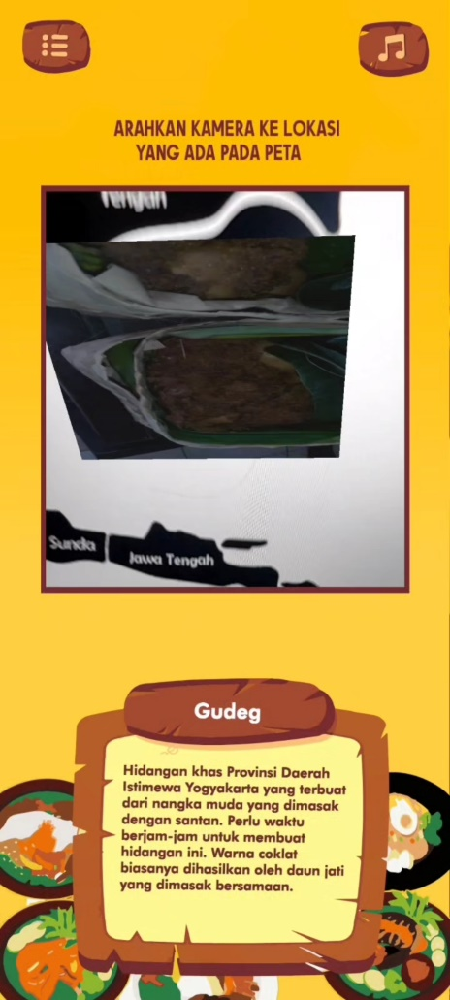 ARAHKAN KAMERA KE LOKASI
YANG ADA PADA PETA
Tengah
Sunda
Jawa Tengah
Gudeg
Hidangan khas Provinsi Daerah
Istimewa Yogyakarta yang terbuat
dari nangka muda yang dimasak
dengan santan. Perlu waktu
berjam-jam untuk membuat
hidangan ini. Warna coklat
biasanya dihasilkan oleh daun jati
yang dimasak bersamaan.